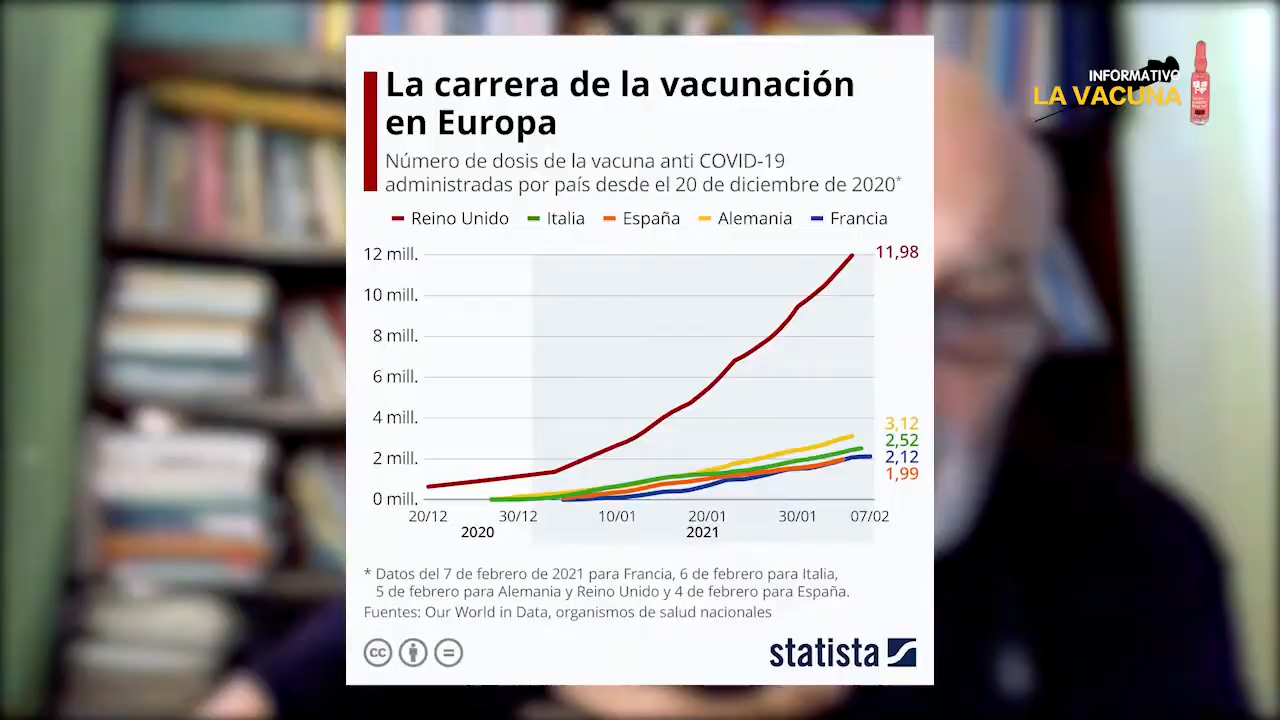 INFORMATIVO
LA VACUNA
La carrera de la vacunación
en Europa
Número de dosis de la vacuna anti COVID-19
administradas por país desde el 20 de diciembre de 2020*
Reino Unido Italia España Alemania Francia
12 mill.
10 mill.
8 mill.
6 mill.
4 mill.
2 mill.
0 mill.
11,98
3,12
2,52
2,12
1,99
20/12 30/12 10/01 20/01 30/01 07/02
2020 2021
* Datos del 7 de febrero de 2021 para Francia, 6 de febrero para Italia,
5 de febrero para Alemania y Reino Unido y 4 de febrero para España.
Fuentes: Our World in Data, organismos de salud nacionales
cc
statista